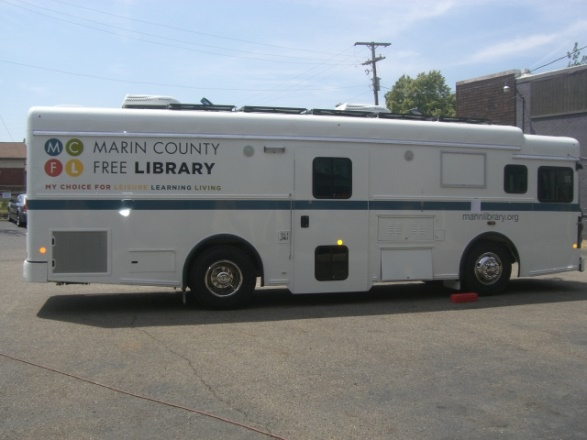 MC
FL
MARIN COUNTY
FREE LIBRARY
MY CHOICE FOR LEISURE LEARNING LIVING
marinlibrary.org